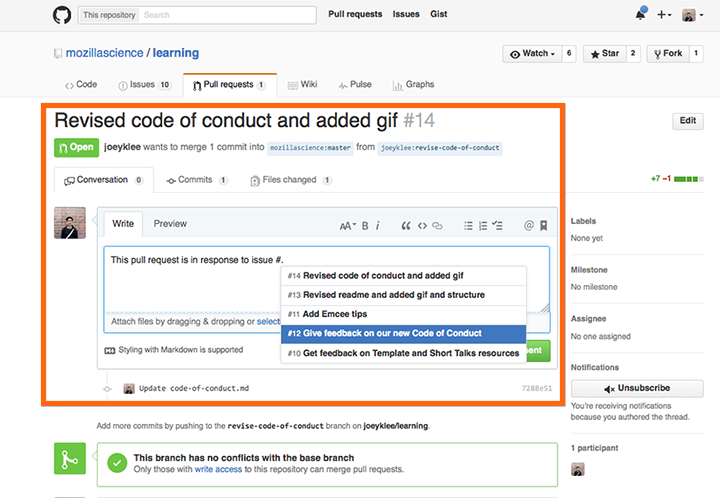 This repository Search Pull requests Issues Gist
mozillascience / learning
Watch 6 Star 2 Fork 1
Code Issues 10 Pull requests 1 Wiki Pulse Graphs
Revised code of conduct and added gif #14
Edit
Open joeyklee wants to merge 1 commit into mozillascience:master from joeyklee:revise-code-of-conduct
Conversation 0 Commits 1 Files changed 1 +7 −1
Write Preview AA B i
Labels
None yet
This pull request is in response to issue #.
#14 Revised code of conduct and added gif
#13 Revised readme and added gif and structure
#11 Add Emcee tips
#12 Give feedback on our new Code of Conduct
#10 Get feedback on Template and Short Talks resources
Attach files by dragging & dropping or select
Styling with Markdown is supported
ent
Milestone
No milestone
Assignee
No one assigned
Notifications
Unsubscribe
You're receiving notifications
because you authored the thread.
1 participant
Update code-of-conduct.md 7288e51
Add more commits by pushing to the revise-code-of-conduct branch on joeyklee/learning.
This branch has no conflicts with the base branch
Only those with write access to this repository can merge pull requests.